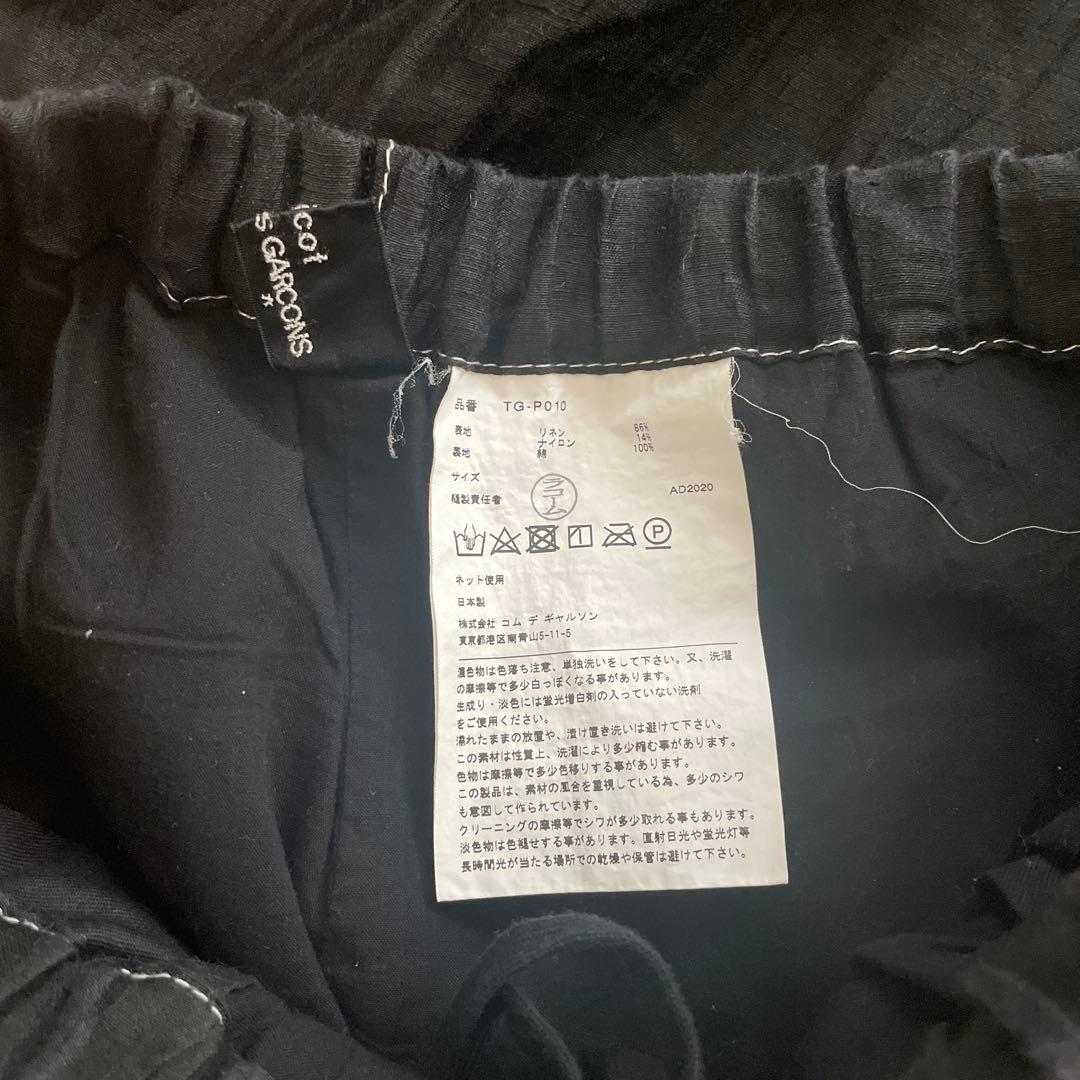 icot
S GARÇONS
品番 TG-P010
表地 リネン 86%
ナイロン 14%
裏地 綿 100%
サイズ
縫製責任者 ラコーム AD2020
P
ネット使用
日本製
株式会社 コム デ ギャルソン
東京都港区南青山5-11-5
濃色物は色落ち注意、単独洗いをして下さい。又、洗濯
の摩擦等で多少白っぽくなる事があります。
生成り・淡色には蛍光増白剤の入っていない洗剤
をご使用ください。
濡れたままの放置や、漬け置き洗いは避けて下さい。
この素材は性質上、洗濯により多少縮む事があります。
色物は摩擦等で多少色移りする事があります。
この製品は、素材の風合を重視している為、多少のシワ
も意図して作られています。
クリーニングの摩擦等でシワが多少取れる事もあります。
淡色物は色褪せする事があります。直射日光や蛍光灯等
長時間光が当たる場所での乾燥や保管は避けて下さい。